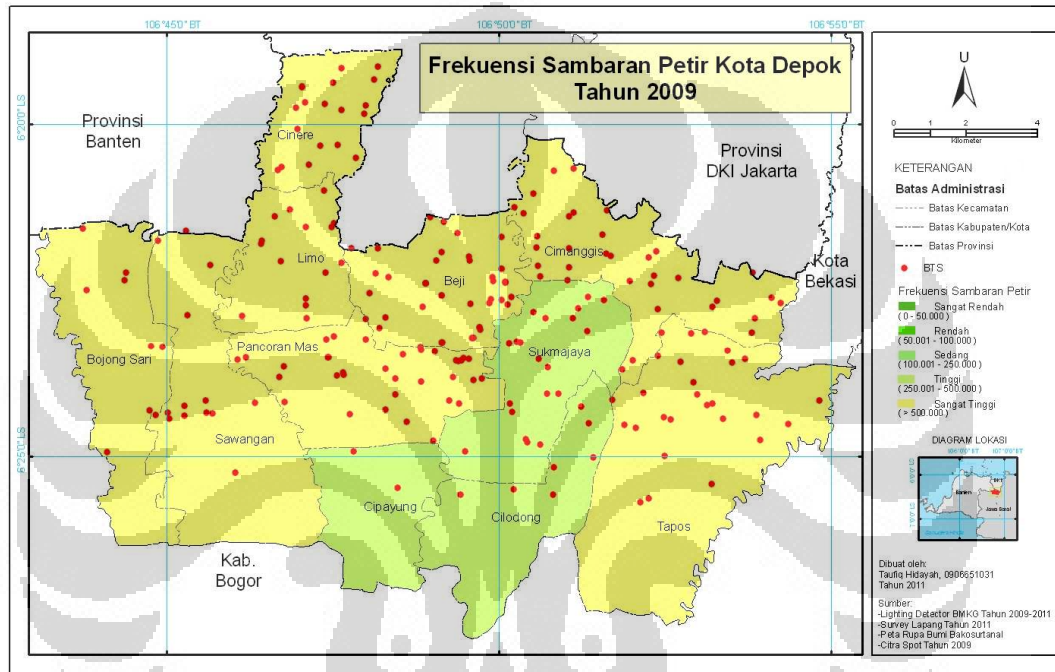 106°45'0" BT
106°50'0" BT
106°55'0" BT
Frekuensi Sambaran Petir Kota Depok
Tahun 2009
6°20'0" LS
6°25'0" LS
Provinsi
Banten
Provinsi
DKI Jakarta
Kota
Bekasi
Kab.
Bogor
Cinere
Limo
Beji
Cimanggis
Bojong Sari
Pancoran Mas
Sukmajaya
Sawangan
Cipayung
Cilodong
Tapos
U
0 1 2 4
Kilometer
KETERANGAN
Batas Administrasi
Batas Kecamatan
Batas Kabupaten/Kota
Batas Provinsi
BTS
Frekuensi Sambaran Petir
Sangat Rendah
( 0 - 50.000 )
Rendah
(50.001 - 100.000 )
Sedang
(100.001 - 250.000 )
Tinggi
(250.001 - 500.000 )
Sangat Tinggi
( > 500.000 )
DIAGRAM LOKASI
Banten
DKI
Jawa Barat
Dibuat oleh:
Taufiq Hidayah, 0906651031
Tahun 2011
Sumber:
-Lighting Detector BMKG Tahun 2009-2011
-Survey Lapang Tahun 2011
-Peta Rupa Bumi Bakosurtanal
-Citra Spot Tahun 2009